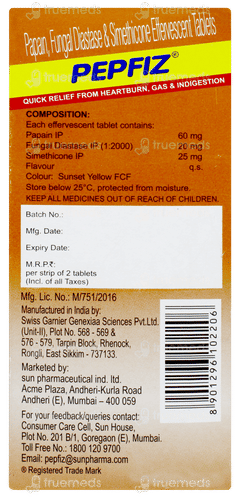 Papain, Fungal Diastase & Simethicone Effervescent Tablets
PEPFIZ®
QUICK RELIEF FROM HEARTBURN, GAS & INDIGESTION
COMPOSITION:
Each effervescent tablet contains:
Papain IP 60 mg
Fungal Diastase IP (1:2000) 20 mg
Simethicone IP 25 mg
Flavour q.s.
Colour: Sunset Yellow FCF
Store below 25°C, protected from moisture.
KEEP ALL MEDICINES OUT OF REACH OF CHILDREN.
Batch No.:
Mfg. Date:
Expiry Date:
M.R.P.₹:
per strip of 2 tablets
(Incl. of all Taxes)
Mfg. Lic. No.: M/751/2016
Manufactured in India by:
Swiss Garnier Genexiaa Sciences Pvt.Ltd.
(Unit-II), Plot No. 568, 569 &
576 - 579, Tarpin Block, Rhenock,
Rongli, East Sikkim - 737133.
Marketed by:
sun pharmaceutical ind. ltd.
Acme Plaza, Andheri-Kurla Road
Andheri (E), Mumbai – 400 059
For your feedback/queries contact:
Consumer Care Cell, Sun House,
Plot No. 201 B/1, Goregaon (E), Mumbai.
Toll Free No.: 1800 120 9700
Email: pepfiz@sunpharma.com
® Registered Trade Mark
8901296102206
truemeds